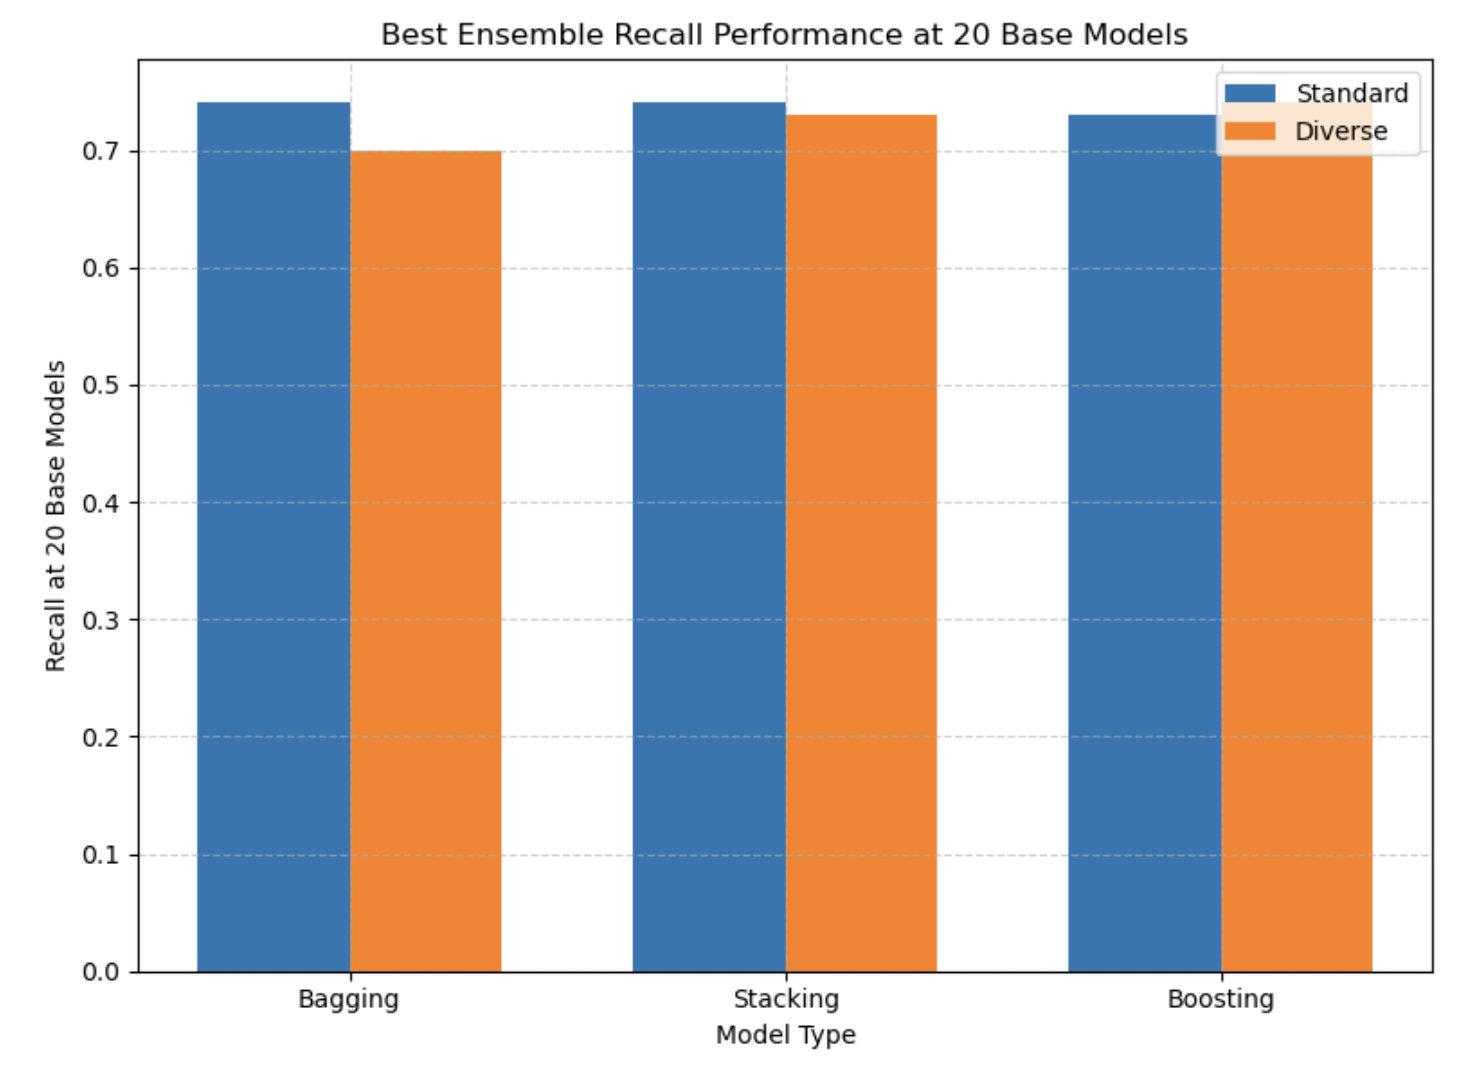 Best Ensemble Recall Performance at 20 Base Models
Standard
Diverse
0.7
0.6
0.5
0.4
0.3
0.2
0.1
0.0
Recall at 20 Base Models
Bagging
Stacking
Boosting
Model Type